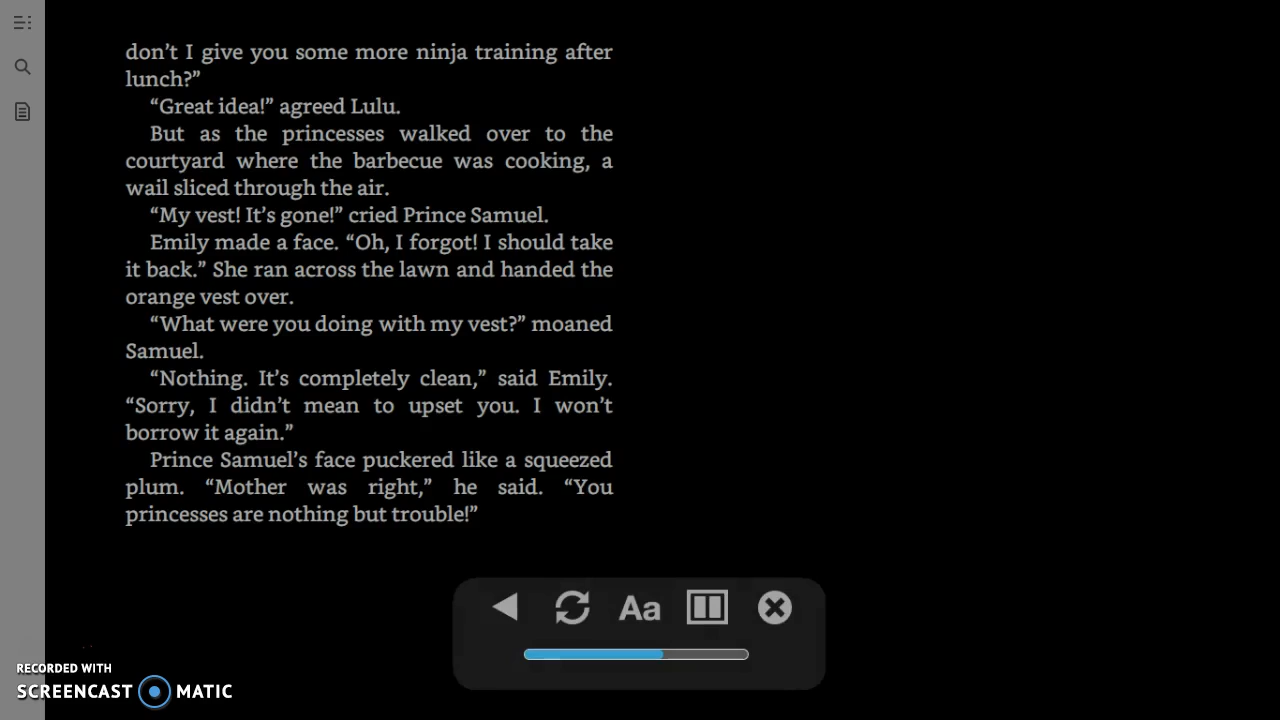 don’t I give you some more ninja training after
lunch?”
“Great idea!” agreed Lulu.
But as the princesses walked over to the
courtyard where the barbecue was cooking, a
wail sliced through the air.
“My vest! It’s gone!” cried Prince Samuel.
Emily made a face. “Oh, I forgot! I should take
it back.” She ran across the lawn and handed the
orange vest over.
“What were you doing with my vest?” moaned
Samuel.
“Nothing. It’s completely clean,” said Emily.
“Sorry, I didn’t mean to upset you. I won’t
borrow it again.”
Prince Samuel’s face puckered like a squeezed
plum. “Mother was right,” he said. “You
princesses are nothing but trouble!”
Aa
RECORDED WITH
SCREENCAST MATIC